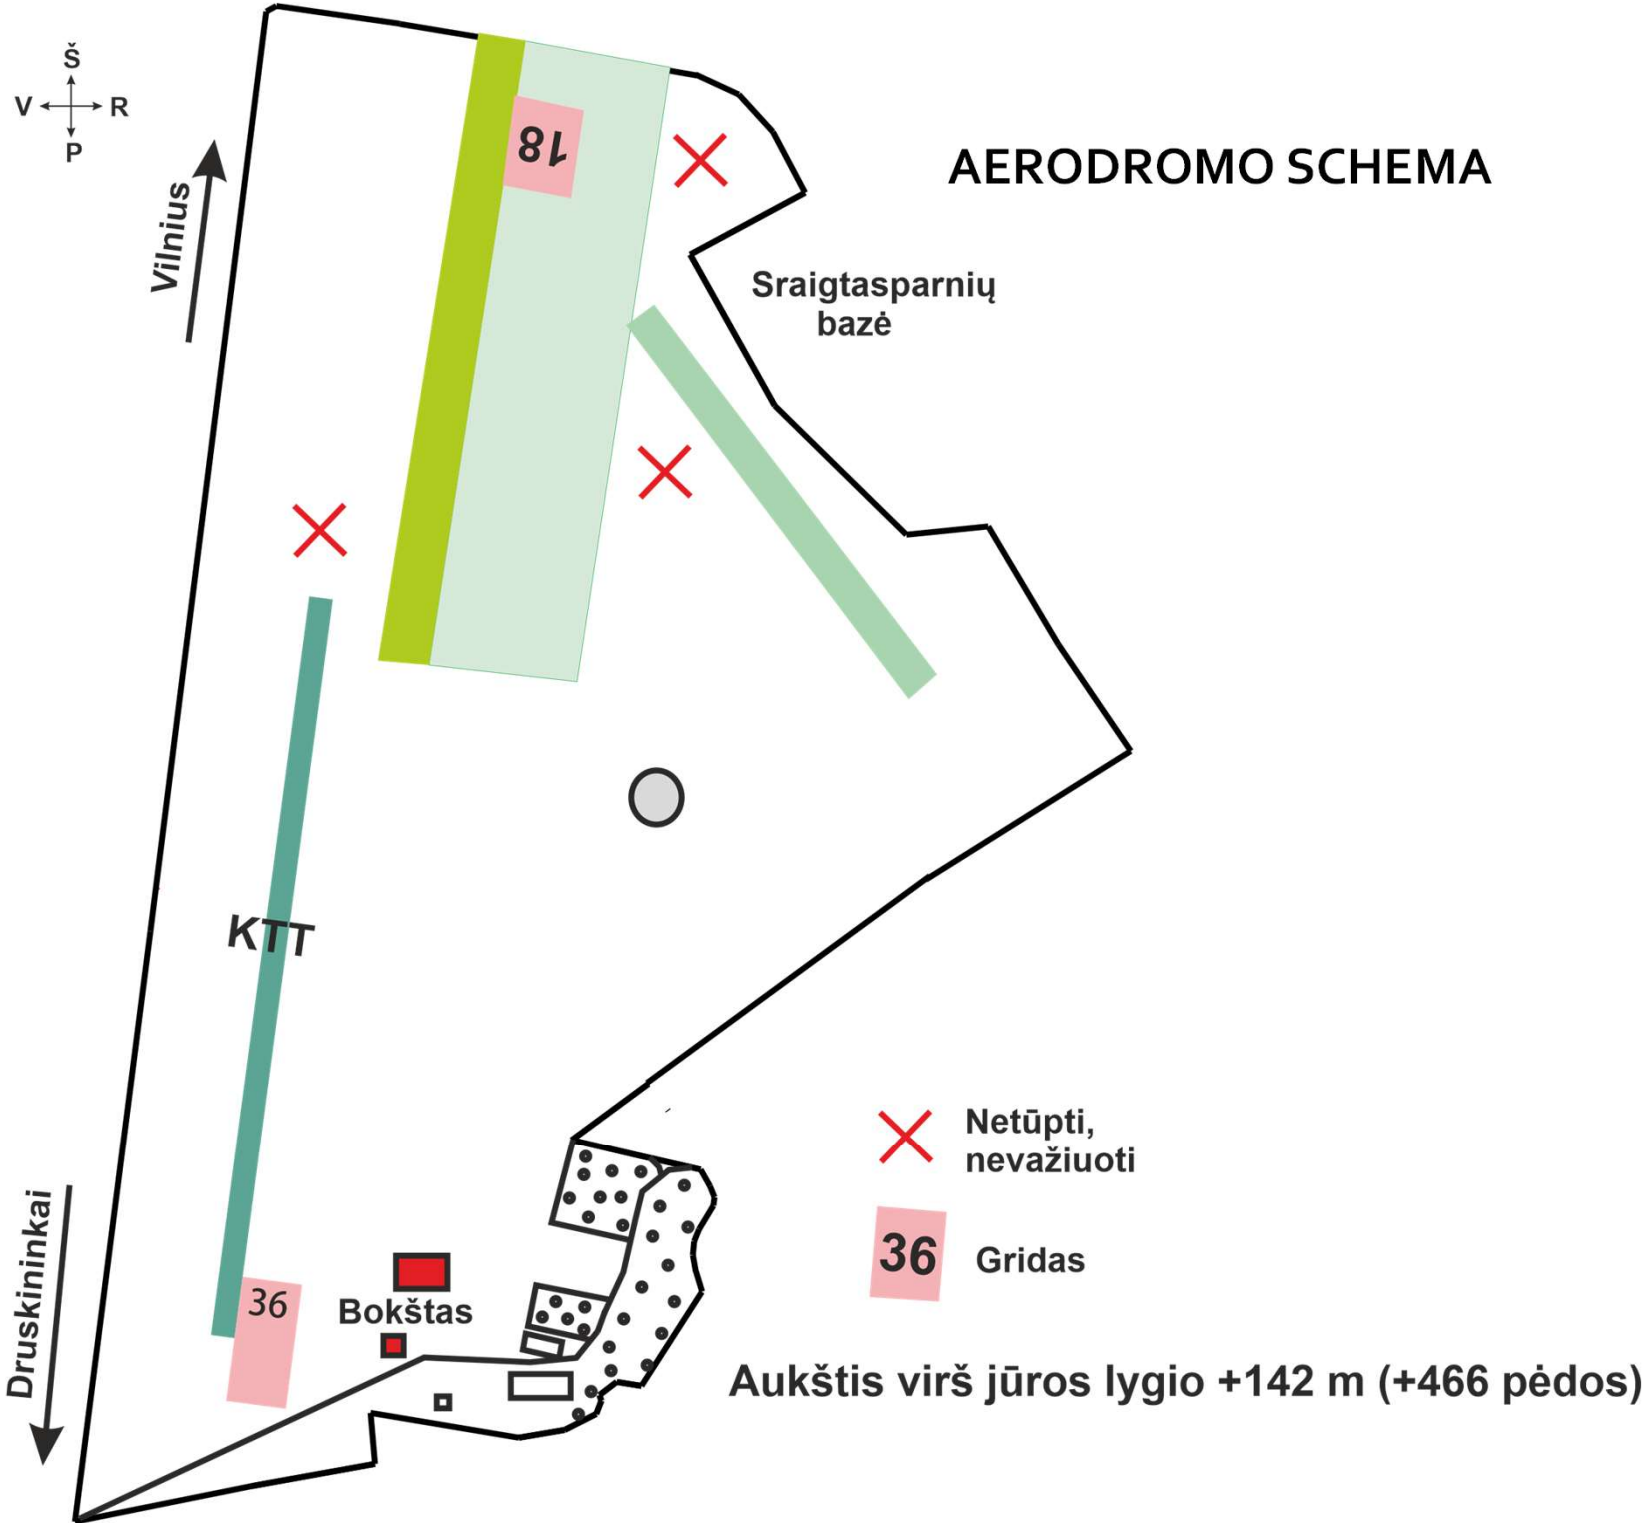 Š
V R
P
AERODROMO SCHEMA
18
Vilnius
Sraigtasparnių
bazė
KTT
Netūpti,
nevažiuoti
36
Gridas
Druskininkai
36
Bokštas
Aukštis virš jūros lygio +142 m (+466 pėdos)